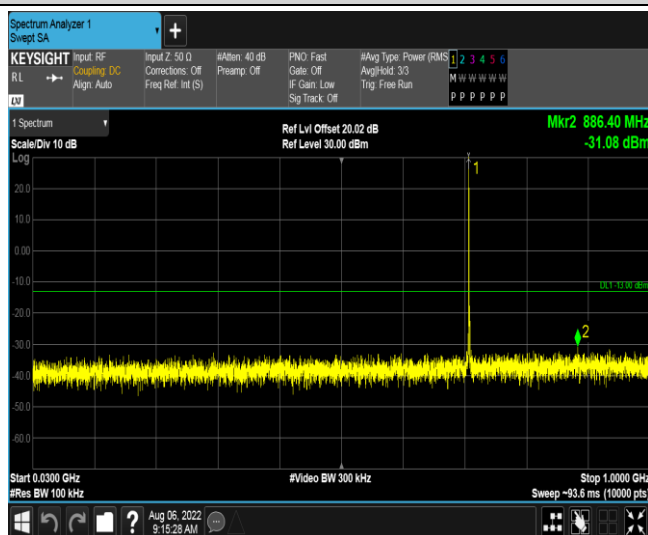 Spectrum Analyzer 1
Swept SA
+
KEYSIGHT
RL
LXI
Input: RF
Coupling: DC
Align: Auto
Input Z: 50 Ω
Corrections: Off
Freq Ref: Int (S)
#Atten: 40 dB
Preamp: Off
PNO: Fast
Gate: Off
IF Gain: Low
Sig Track: Off
#Avg Type: Power (RMS
Avg|Hold: 3/3
Trig: Free Run
1 2 3 4 5 6
M W W W W W
P P P P P P
1 Spectrum
Scale/Div 10 dB
Ref Lvl Offset 20.02 dB
Ref Level 30.00 dBm
Mkr2 886.40 MHz
-31.08 dBm
Log
1
20.0
10.0
0.00
-10.0
DL1 -13.00 dBm
-20.0
2
-30.0
-40.0
-50.0
-60.0
Start 0.0300 GHz
#Video BW 300 kHz
Stop 1.0000 GHz
#Res BW 100 kHz
Sweep ~93.6 ms (10000 pts)
?
Aug 06, 2022
9:15:28 AM